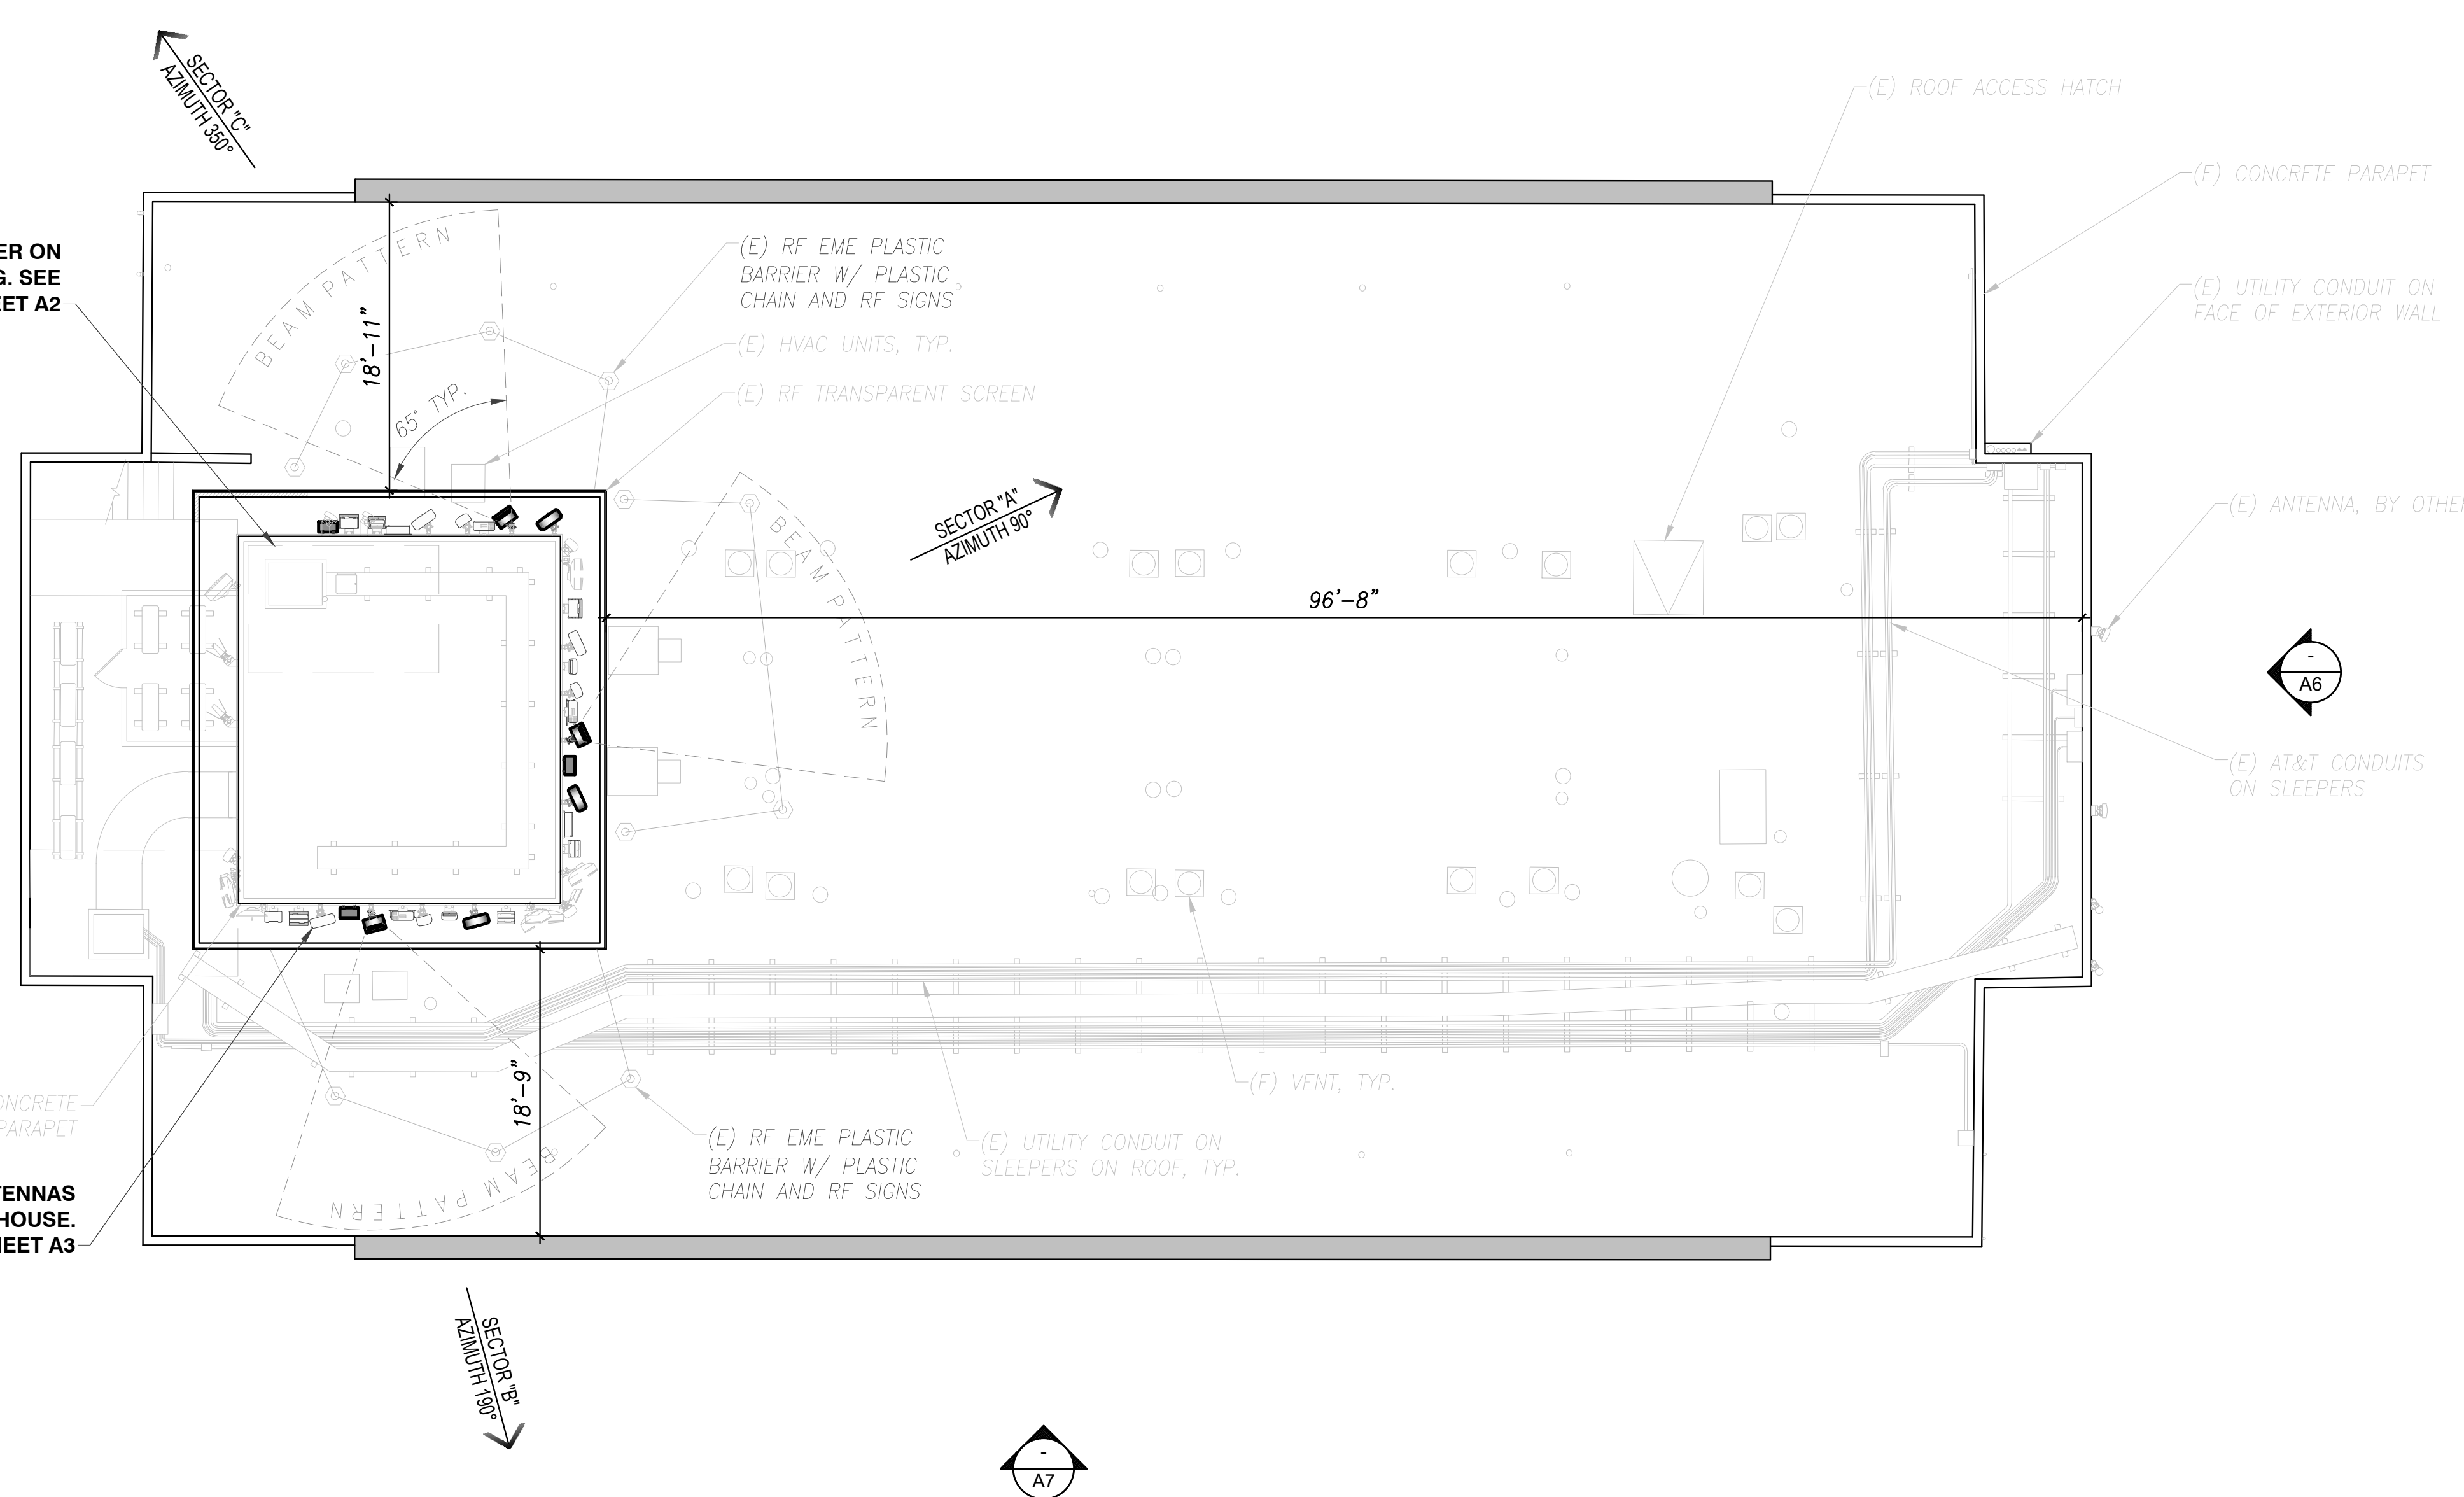 SECTOR "C"
AZIMUTH 350°
(E) ROOF ACCESS HATCH
(E) CONCRETE PARAPET
ER ON
G. SEE
EET A2
BEAM PATTERN
18'-11"
(E) RF EME PLASTIC
BARRIER W/ PLASTIC
CHAIN AND RF SIGNS
(E) UTILITY CONDUIT ON
FACE OF EXTERIOR WALL
(E) HVAC UNITS, TYP.
65° TYP.
(E) RF TRANSPARENT SCREEN
SECTOR "A"
AZIMUTH 90°
BEAM PATTERN
(E) ANTENNA, BY OTHE
96'-8"
-
A6
(E) AT&T CONDUITS
ON SLEEPERS
ONCRETE
PARAPET
18'-9"
(E) VENT, TYP.
(E) RF EME PLASTIC
BARRIER W/ PLASTIC
CHAIN AND RF SIGNS
(E) UTILITY CONDUIT ON
SLEEPERS ON ROOF, TYP.
BEAM PATTERN
TENNAS
HOUSE.
HEET A3
SECTOR "B"
AZIMUTH 190°
-
A7